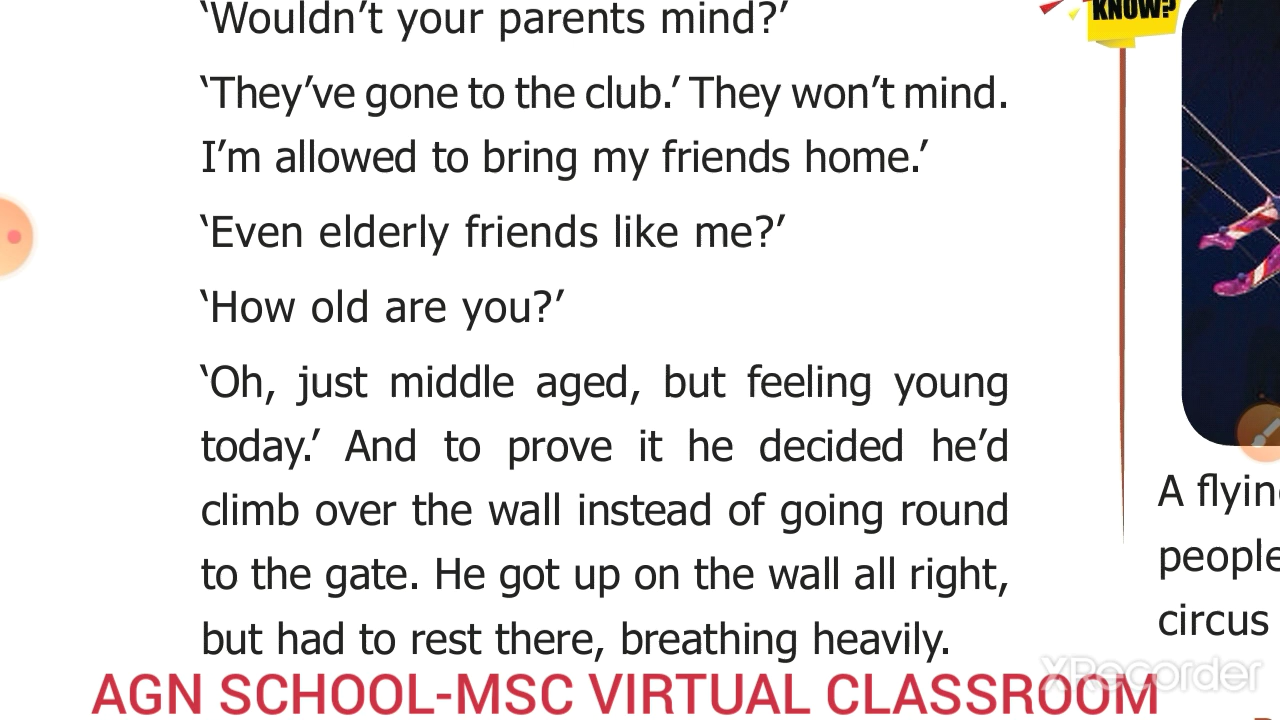 ‘Wouldn’t your parents mind?’
‘They’ve gone to the club.’ They won’t mind.
I’m allowed to bring my friends home.’
‘Even elderly friends like me?’
‘How old are you?’
‘Oh, just middle aged, but feeling young
today.’ And to prove it he decided he’d
climb over the wall instead of going round
to the gate. He got up on the wall all right,
but had to rest there, breathing heavily.
KNOW?
A
people
circus
AGN SCHOOL-MSC VIRTUAL CLASSROOM
XRecorder